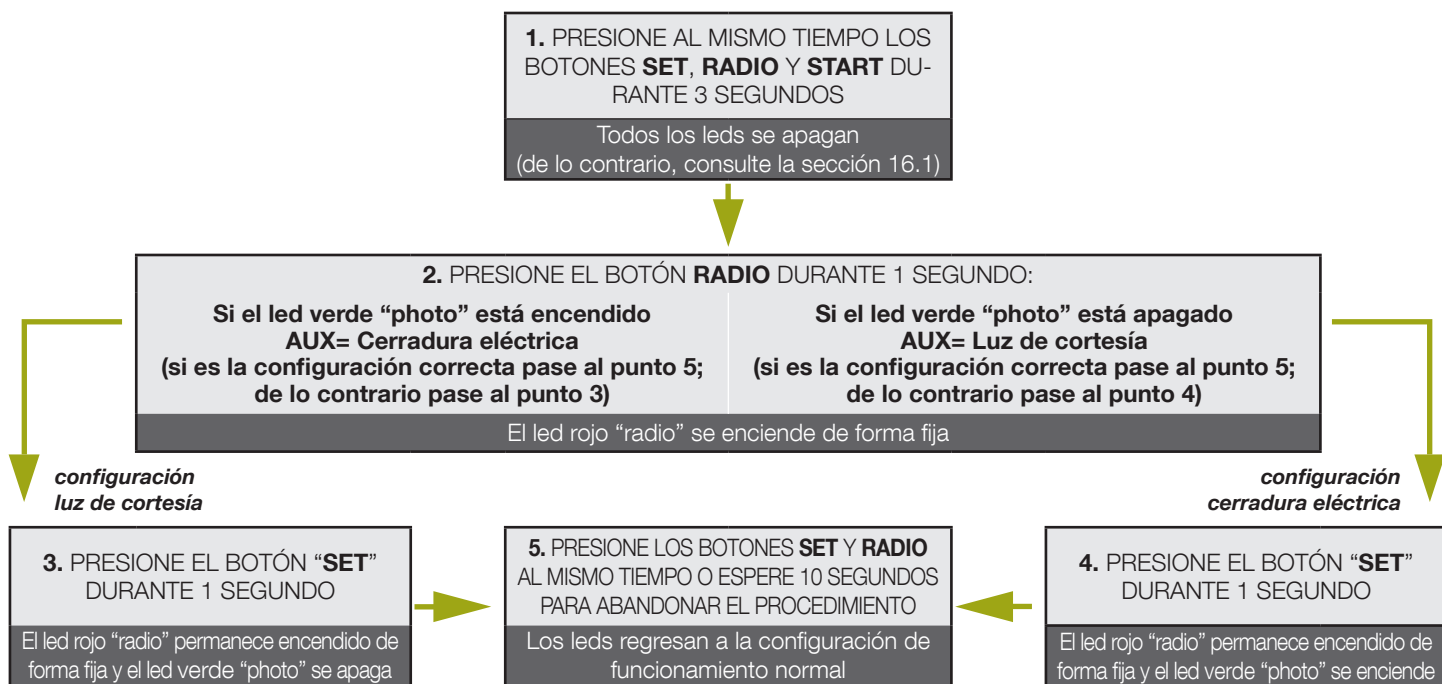 1. PRESIONE AL MISMO TIEMPO LOS
BOTONES SET, RADIO Y START DU-
RANTE 3 SEGUNDOS
Todos los leds se apagan
(de lo contrario, consulte la sección 16.1)
2. PRESIONE EL BOTÓN RADIO DURANTE 1 SEGUNDO:
Si el led verde “photo” está encendido
AUX= Cerradura eléctrica
(si es la configuración correcta pase al punto 5;
de lo contrario pase al punto 3)
Si el led verde “photo” está apagado
AUX= Luz de cortesía
(si es la configuración correcta pase al punto 5;
de lo contrario pase al punto 4)
El led rojo “radio” se enciende de forma fija
configuración
luz de cortesía
configuración
cerradura eléctrica
3. PRESIONE EL BOTÓN “SET”
DURANTE 1 SEGUNDO
El led rojo “radio” permanece encendido de
forma fija y el led verde “photo” se apaga
5. PRESIONE LOS BOTONES SET Y RADIO
AL MISMO TIEMPO O ESPERE 10 SEGUNDOS
PARA ABANDONAR EL PROCEDIMIENTO
Los leds regresan a la configuración de
funcionamiento normal
4. PRESIONE EL BOTÓN “SET”
DURANTE 1 SEGUNDO
El led rojo “radio” permanece encendido de
forma fija y el led verde “photo” se enciende